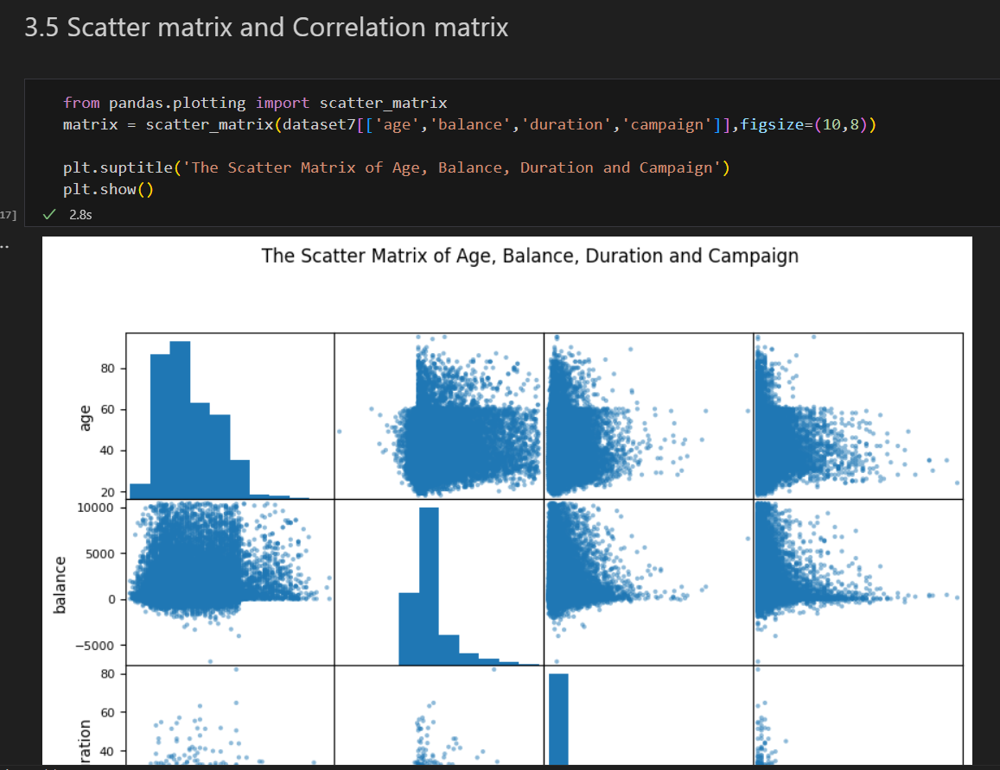 3.5 Scatter matrix and Correlation matrix
from pandas.plotting import scatter_matrix
matrix = scatter_matrix(dataset7[['age','balance','duration','campaign']],figsize=(10,8))
plt.suptitle('The Scatter Matrix of Age, Balance, Duration and Campaign')
plt.show()
17]
2.8s
The Scatter Matrix of Age, Balance, Duration and Campaign
80
60
40
20
age
10000
5000
0
−5000
balance
80
60
40
ration